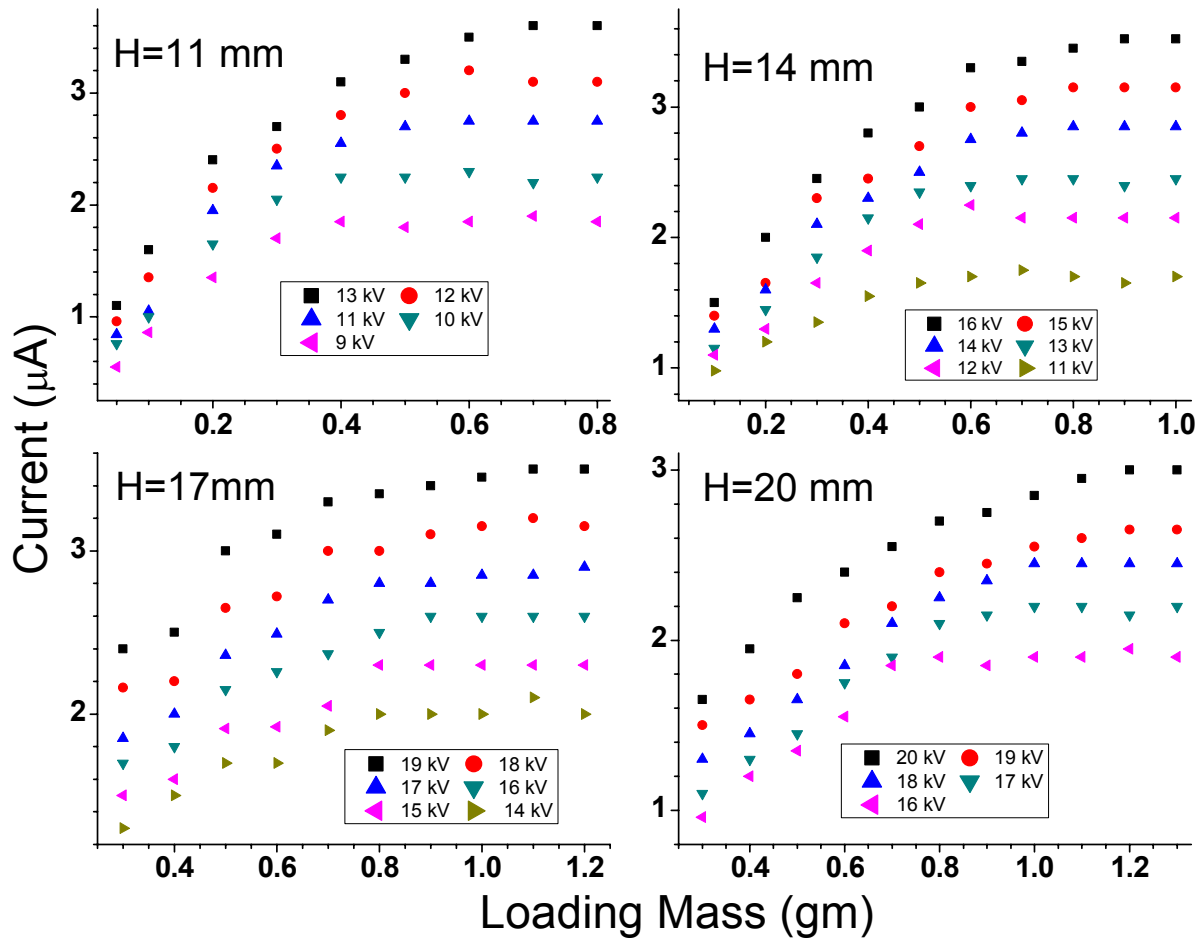 H=11 mm
3
2
1
13 kV 12 kV
11 kV 10 kV
9 kV
0.2 0.4 0.6 0.8
H=14 mm
3
2
1
16 kV 15 kV
14 kV 13 kV
12 kV 11 kV
0.2 0.4 0.6 0.8 1.0
H=17mm
3
2
19 kV 18 kV
17 kV 16 kV
15 kV 14 kV
0.4 0.6 0.8 1.0 1.2
H=20 mm
3
2
1
20 kV 19 kV
18 kV 17 kV
16 kV
0.4 0.6 0.8 1.0 1.2
Current (μA)
Loading Mass (gm)